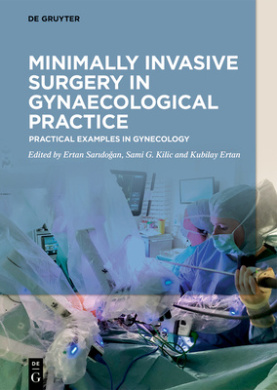 DE GRUYTER
MINIMALLY INVASIVE
SURGERY IN
GYNAECOLOGICAL
PRACTICE
PRACTICAL EXAMPLES IN GYNECOLOGY
Edited by Ertan Sarıdoğan, Sami G. Kilic and Kubilay Ertan
DE
G